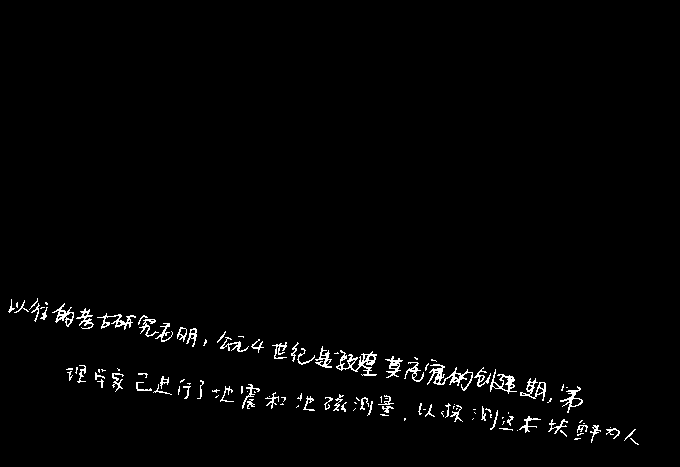 以往的考古研究表明，公元4世纪是敦煌莫高窟的创建期，第
理学家已进行了地震和地磁测量，以探测这木块鲜为人